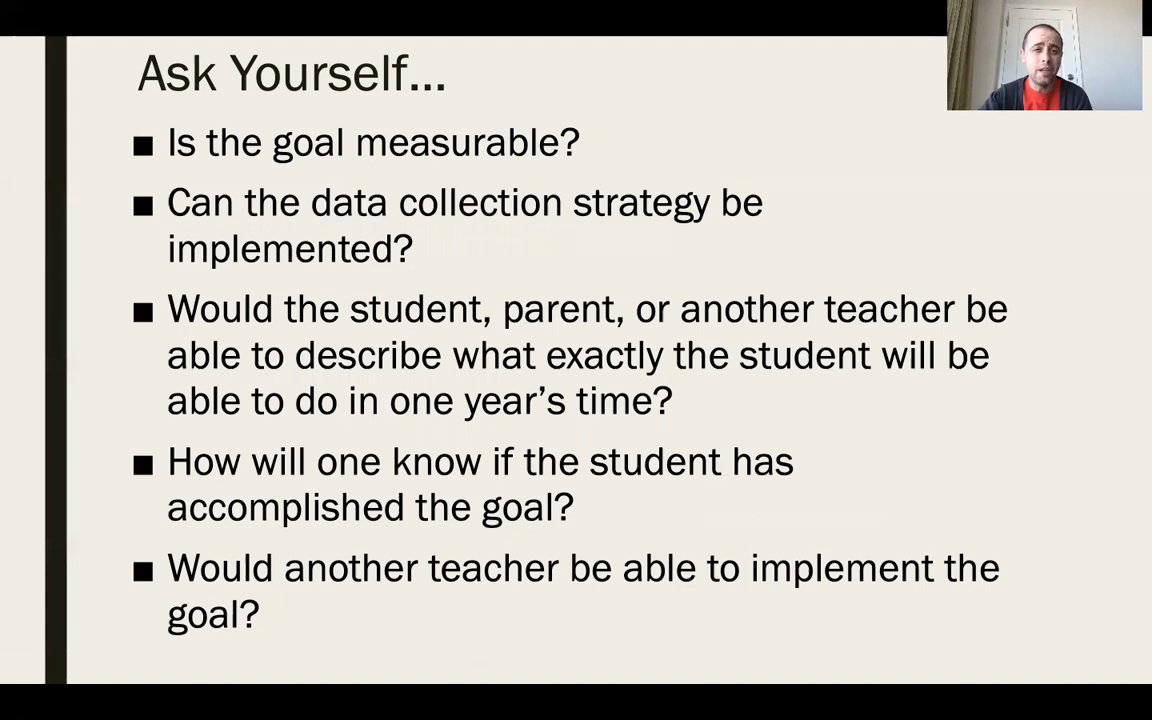 Ask Yourself...
■ Is the goal measurable?
■ Can the data collection strategy be
implemented?
■ Would the student, parent, or another teacher be
able to describe what exactly the student will be
able to do in one year’s time?
■ How will one know if the student has
accomplished the goal?
■ Would another teacher be able to implement the
goal?